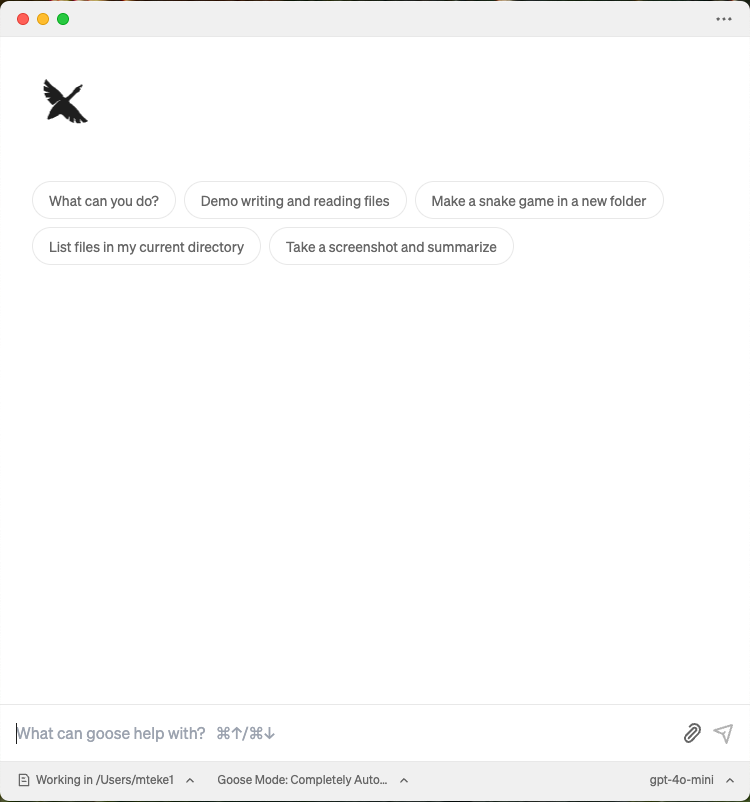 What can you do? Demo writing and reading files Make a snake game in a new folder
List files in my current directory Take a screenshot and summarize
What can goose help with? ⌘↑/⌘↓
Working in /Users/mteke1 Goose Mode: Completely Auto... gpt-4o-mini